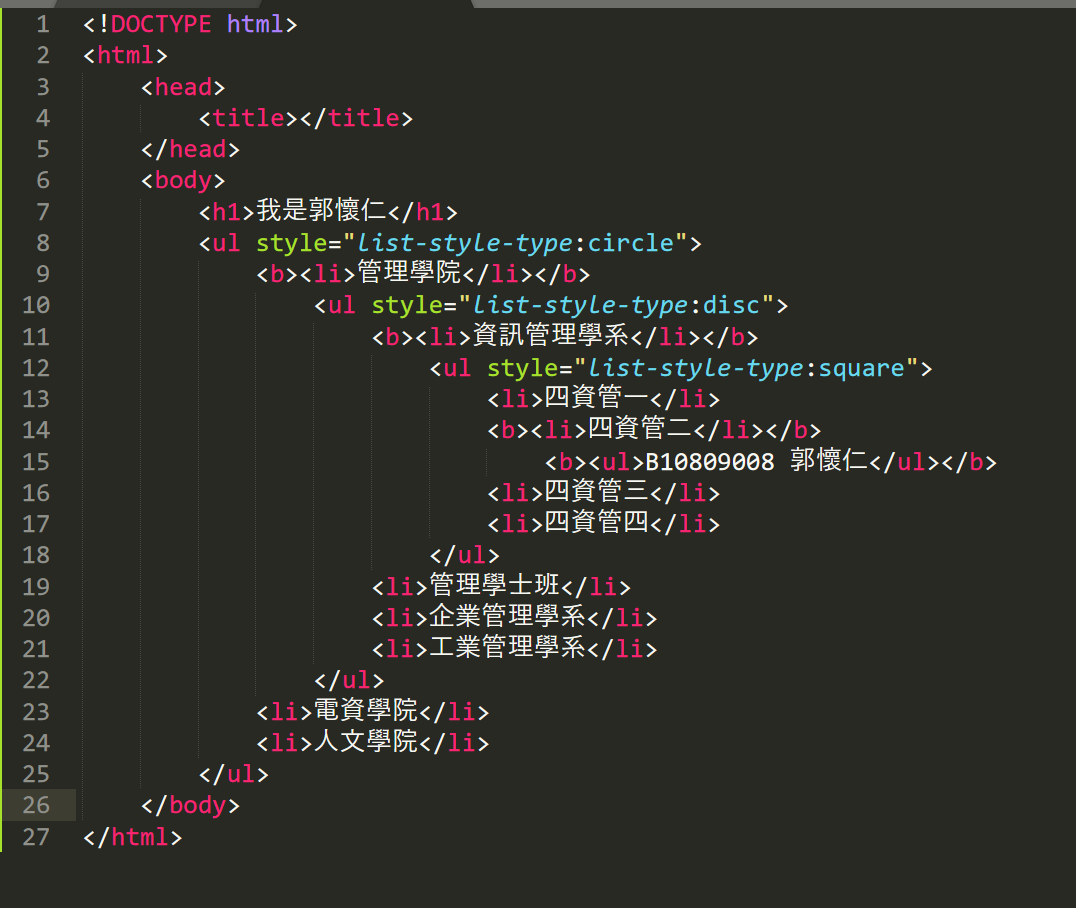 1 <!DOCTYPE html>
2 <html>
3     <head>
4         <title></title>
5     </head>
6     <body>
7         <h1>我是郭懷仁</h1>
8         <ul style="list-style-type:circle">
9             <b><li>管理學院</li></b>
10                 <ul style="list-style-type:disc">
11                     <b><li>資訊管理學系</li></b>
12                         <ul style="list-style-type:square">
13                             <li>四資管一</li>
14                             <b><li>四資管二</li></b>
15                                 <b><ul>B10809008 郭懷仁</ul></b>
16                             <li>四資管三</li>
17                             <li>四資管四</li>
18                         </ul>
19                     <li>管理學士班</li>
20                     <li>企業管理學系</li>
21                     <li>工業管理學系</li>
22                 </ul>
23             <li>電資學院</li>
24             <li>人文學院</li>
25         </ul>
26     </body>
27 </html>